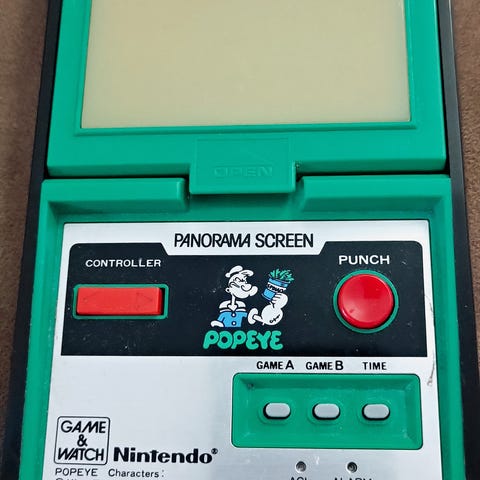 OPEN
PANORAMA SCREEN
CONTROLLER
PUNCH
POPEYE
GAME A GAME B TIME
GAME
&
WATCH
Nintendo®
POPEYE Characters: